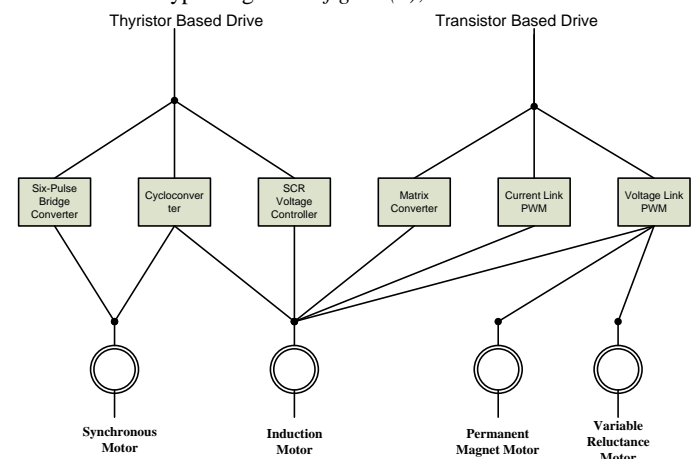 Thyristor Based Drive
Transistor Based Drive
Six-Pulse
Bridge
Converter
Cycloconver
ter
SCR
Voltage
Controller
Matrix
Converter
Current Link
PWM
Voltage Link
PWM
Synchronous
Motor
Induction
Motor
Permanent
Magnet Motor
Variable
Reluctance
Motor